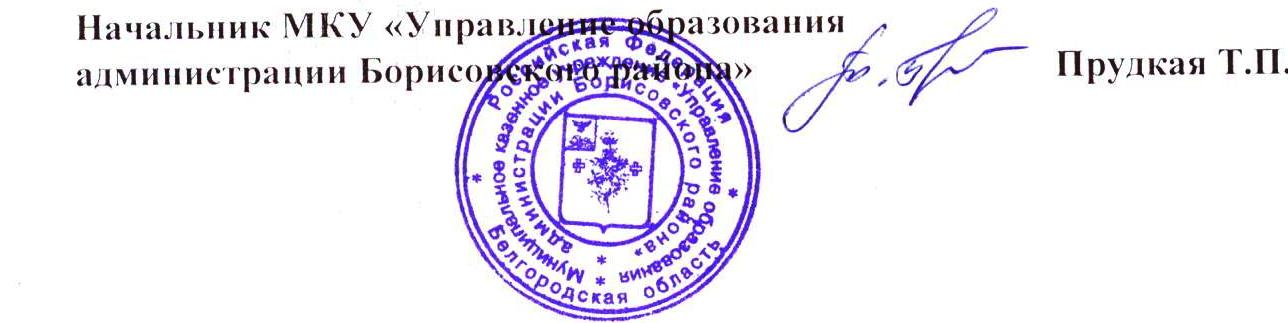 Начальник МКУ «Управление образования
администрации Борисовского района»
Прудкая Т.П.
Российская Федерация
* Белгородская область *
Муниципальное казенное учреждение «Управление образования *
администрации Борисовского района» *